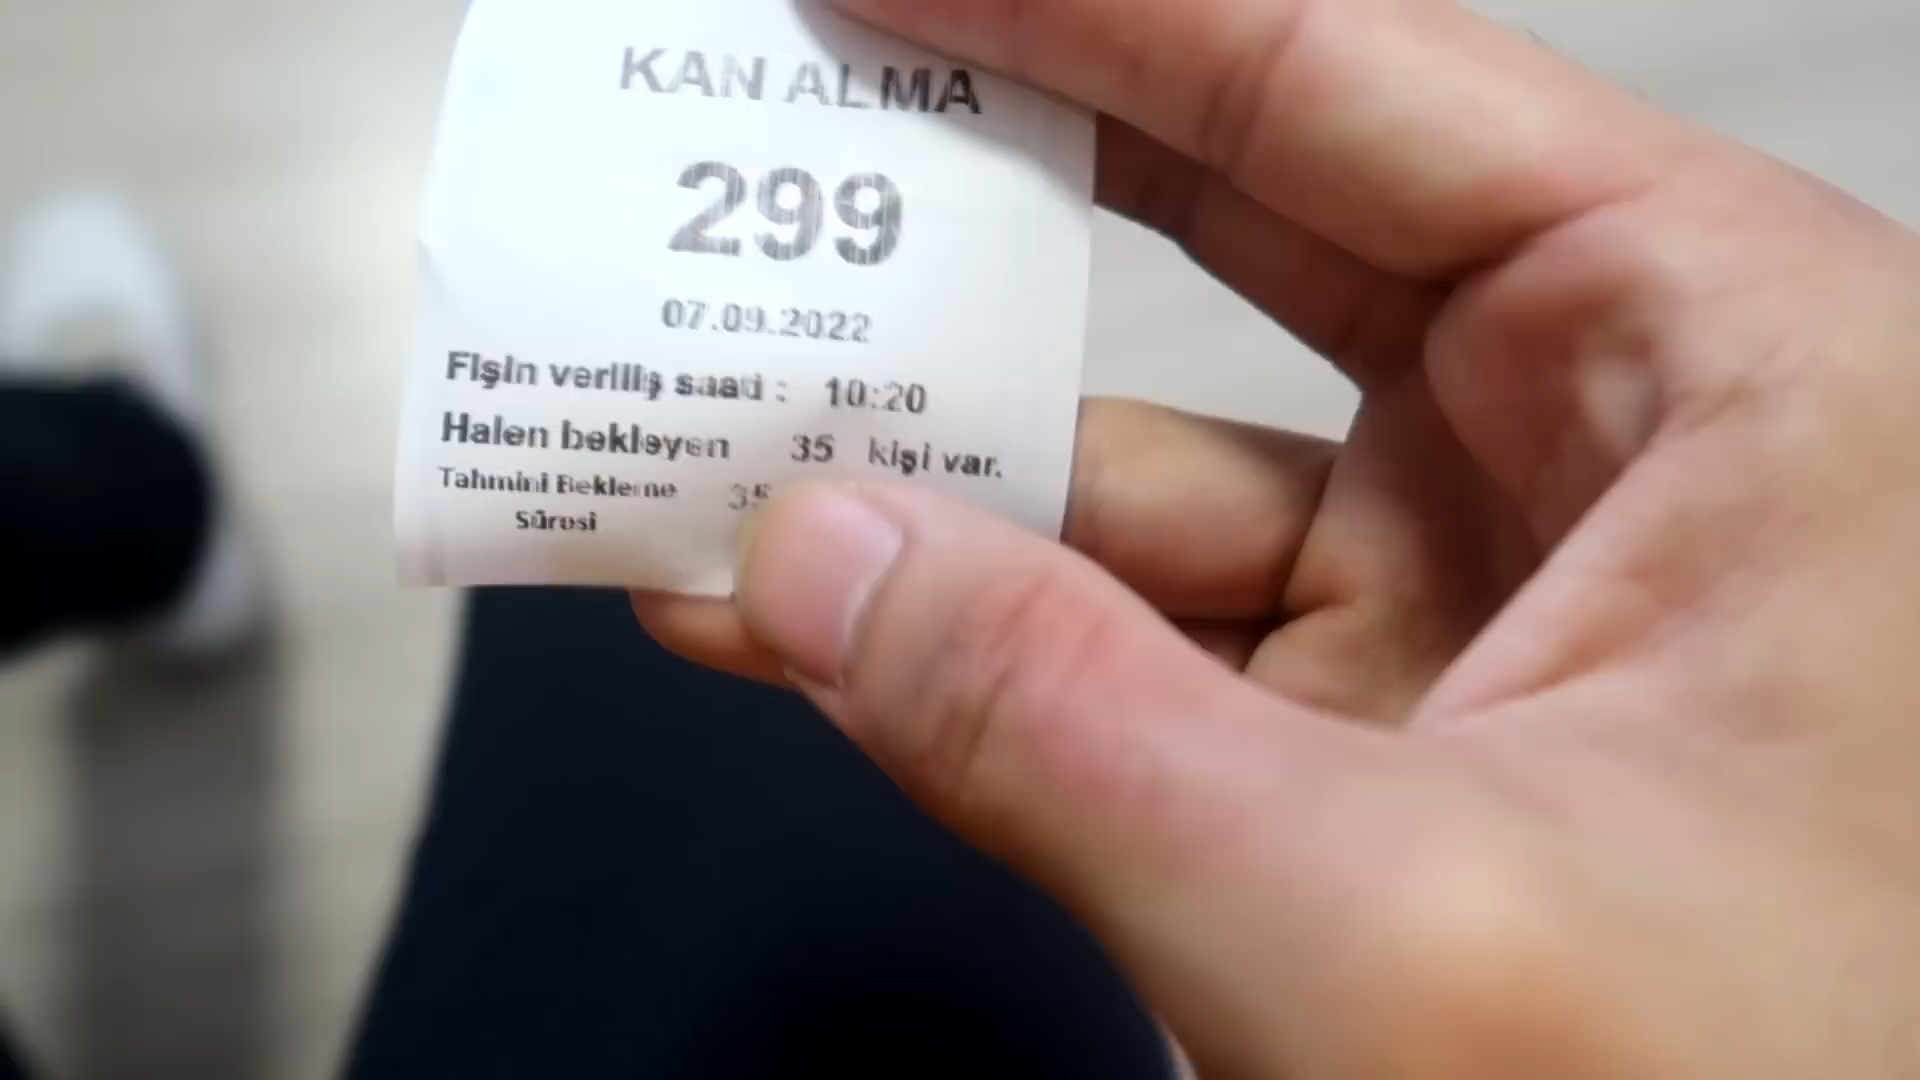 KAN ALMA
299
07.09.2022
Fişin veriliş saati : 10:20
Halen bekleyen 35 kişi var.
Tahmini Bekleme 35
Süresi